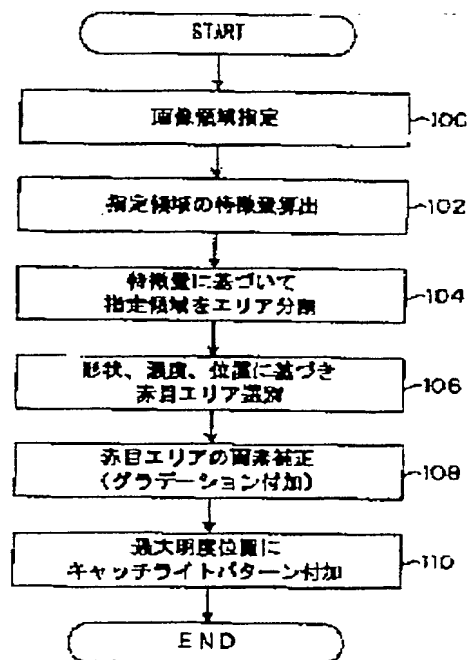 START
画像領域指定
100
指定領域の特徴量算出
102
特徴量に基づいて
指定領域をエリア分割
104
形状、濃度、位置に基づき
赤目エリア選別
106
赤目エリアの画素補正
(グラデーション付加)
108
最大明度位置に
キャッチライトパターン付加
110
END